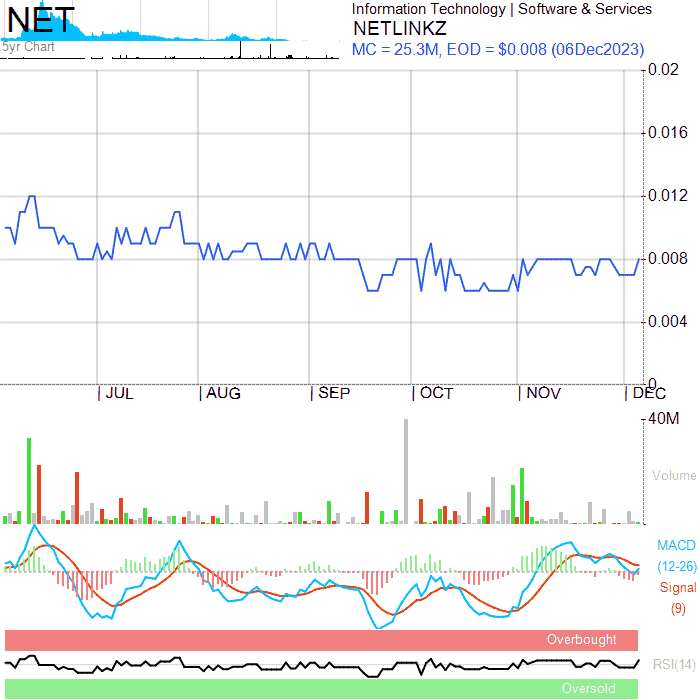 NET
5yr Chart
Information Technology | Software & Services
NETLINKZ
MC = 25.3M, EOD = $0.008 (06Dec2023)
0.02
0.016
0.012
0.008
0.004
0
JUL AUG SEP OCT NOV DEC
40M
Volume
MACD
(12-26)
Signal
(9)
Overbought
RSI(14)
Oversold